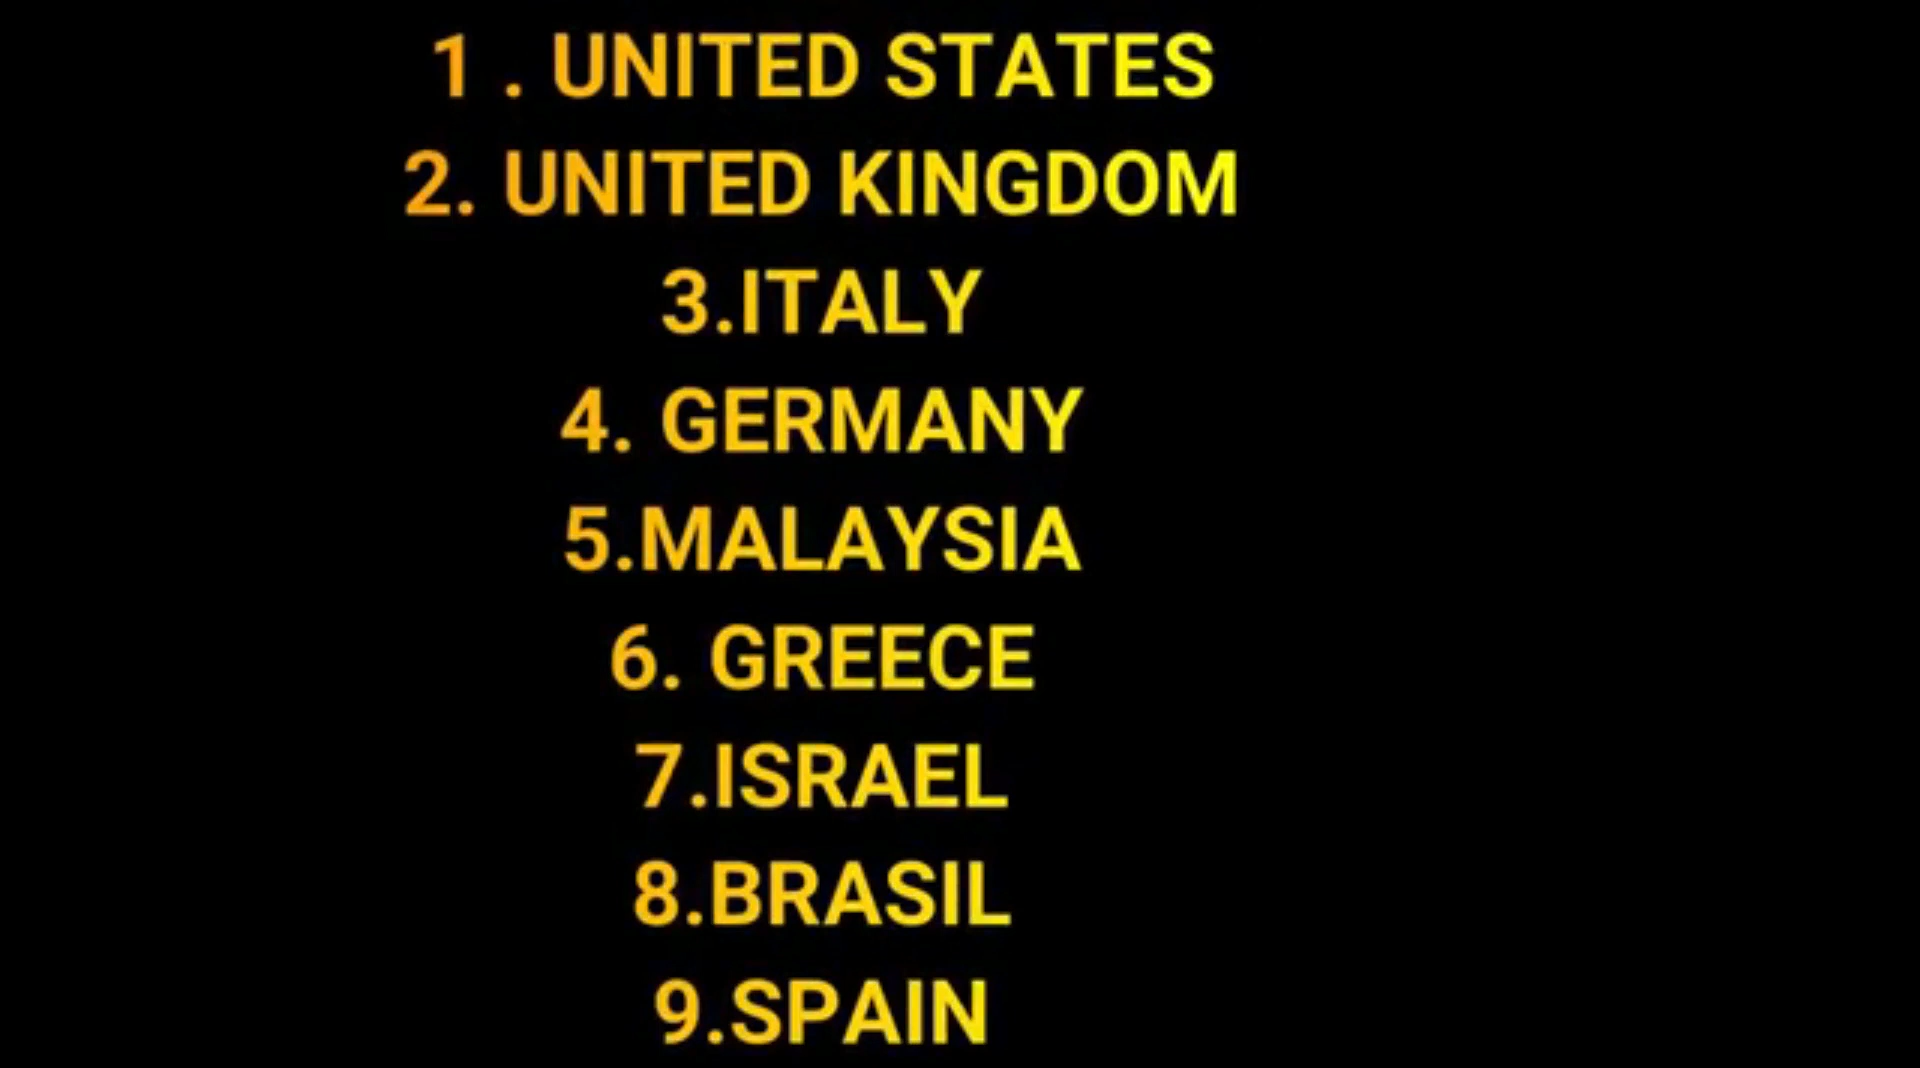 1 . UNITED STATES
2. UNITED KINGDOM
3.ITALY
4. GERMANY
5.MALAYSIA
6. GREECE
7.ISRAEL
8.BRASIL
9.SPAIN